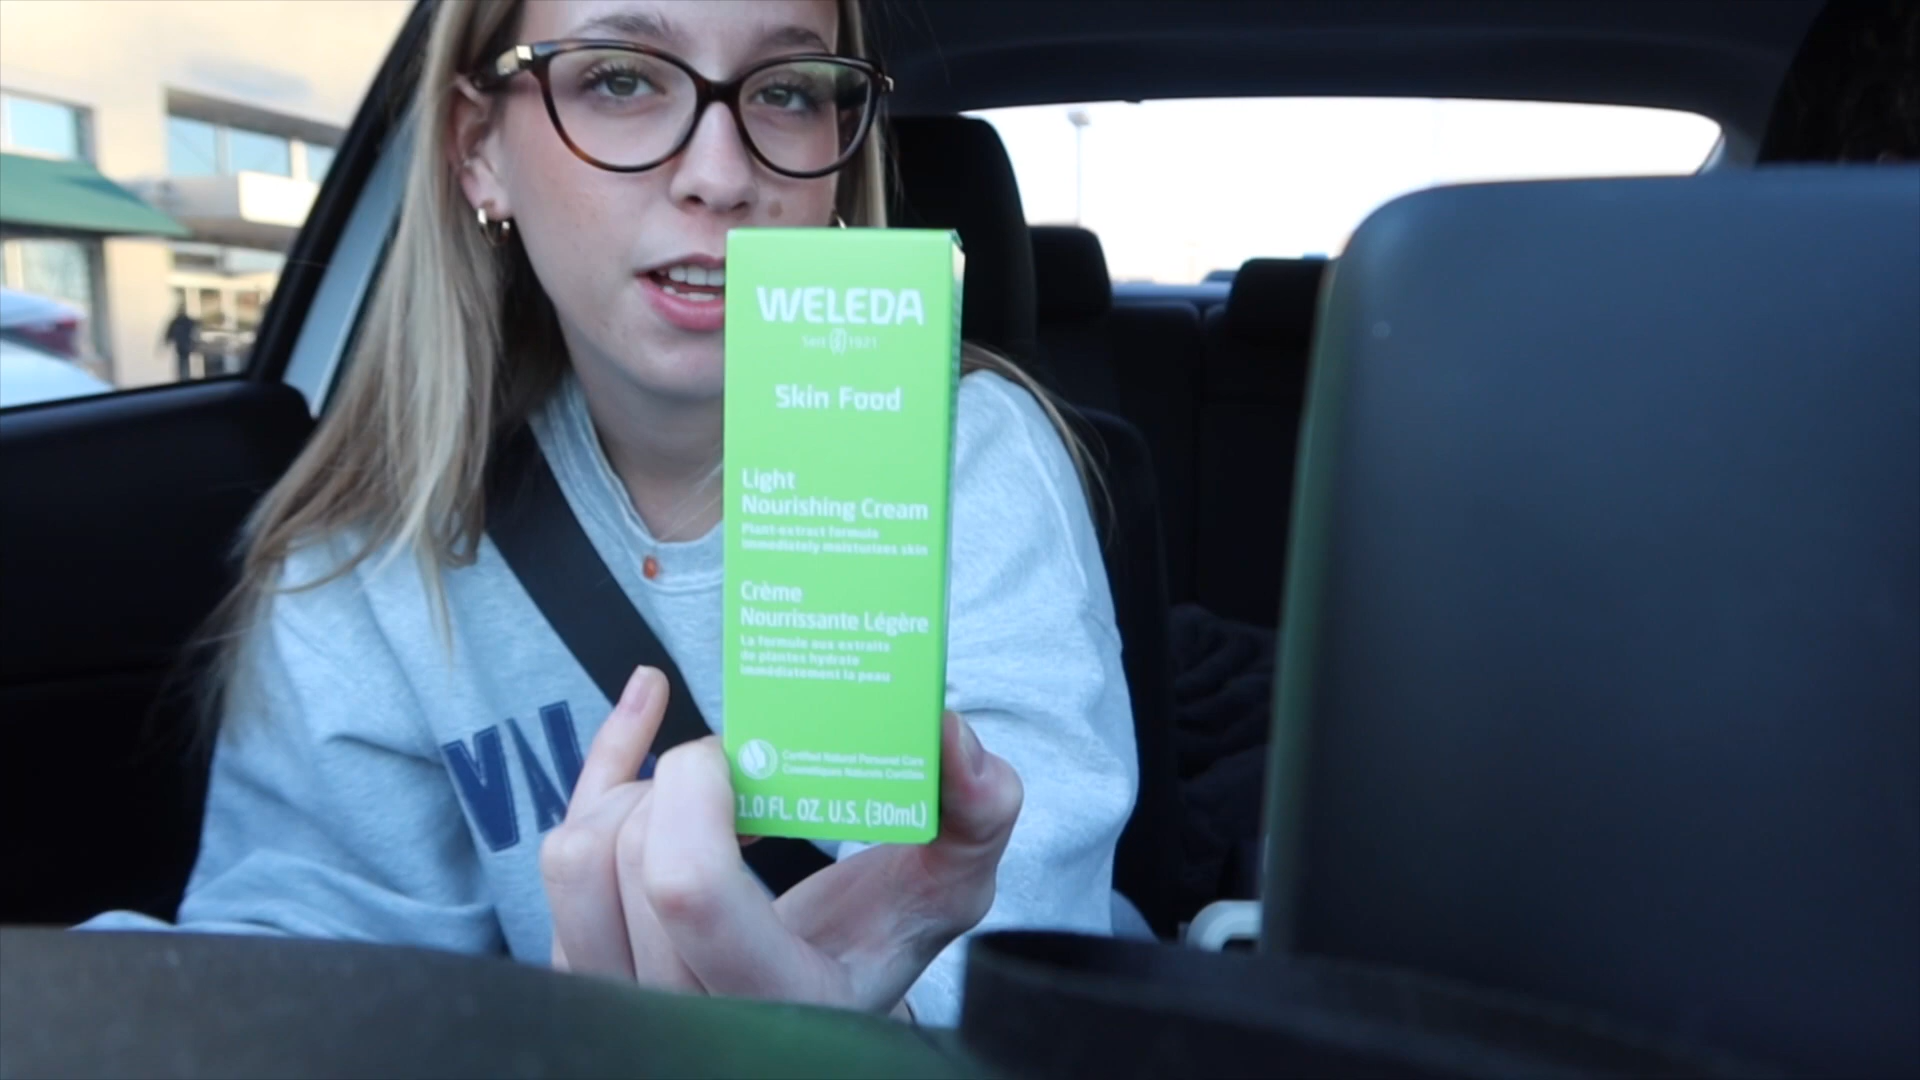 WELEDA
Seit 1921
Skin Food
Light
Nourishing Cream
Plant-extract formula
immediately moisturizes skin
Crème
Nourrissante Légère
La formule aux extraits
de plantes hydrate
immédiatement la peau
Certified Natural Personal Care
Cosmétiques Naturels Certifiés
1.0 FL. OZ. U.S. (30mL)